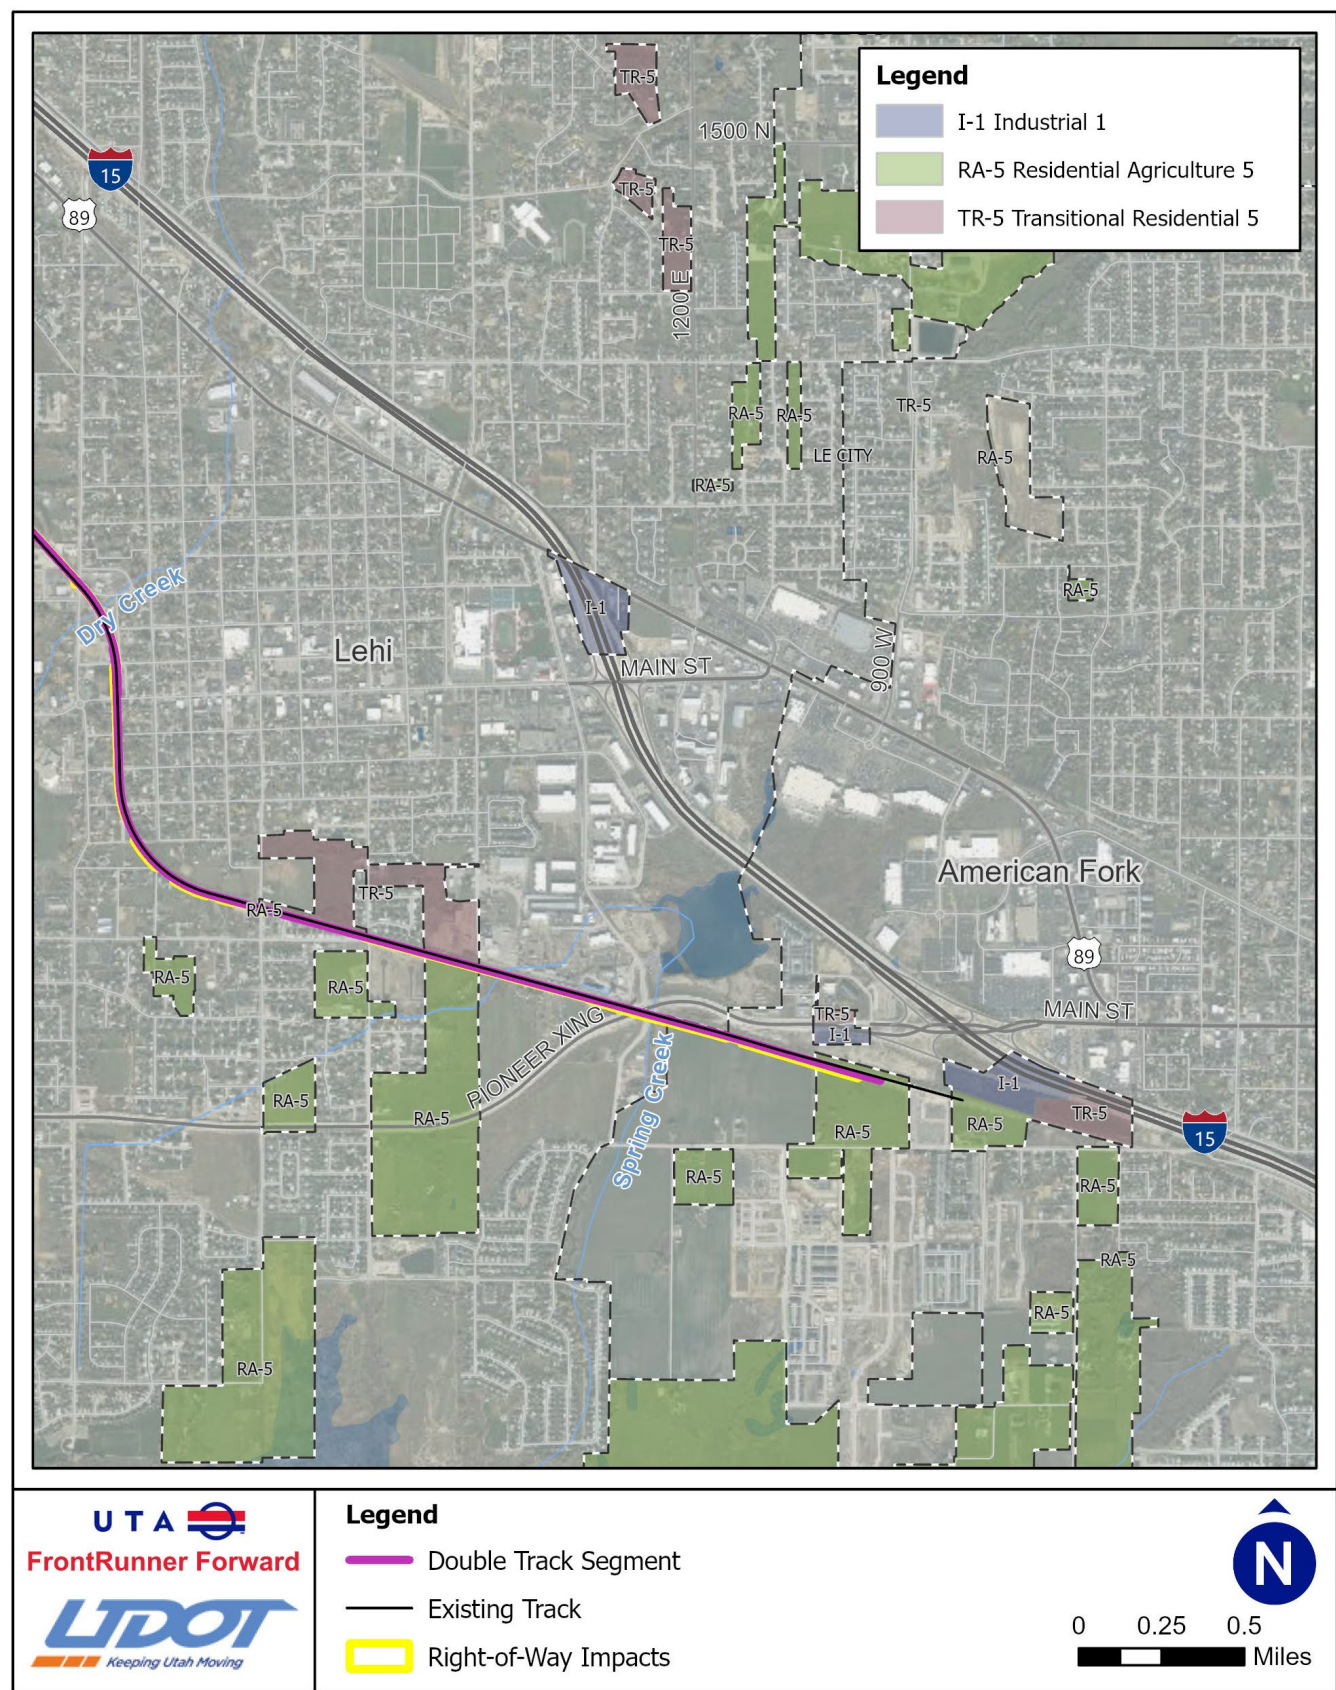 Legend
I-1 Industrial 1
RA-5 Residential Agriculture 5
TR-5 Transitional Residential 5
TR-5
1500 N
15
89
TR-5
TR-5
1200 E
RA-5
RA-5
TR-5
LE CITY
RA-5
RA-5
RA-5
Dry Creek
I-1
Lehi
MAIN ST
900 W
American Fork
TR-5
RA-5
89
RA-5
RA-5
MAIN ST
TR-5
I-1
PIONEER XING
Spring Creek
I-1
RA-5
RA-5
RA-5
RA-5
TR-5
15
RA-5
RA-5
RA-5
RA-5
RA-5
UTA
FrontRunner Forward
UDOT
Keeping Utah Moving
Legend
Double Track Segment
Existing Track
Right-of-Way Impacts
N
0 0.25 0.5
Miles